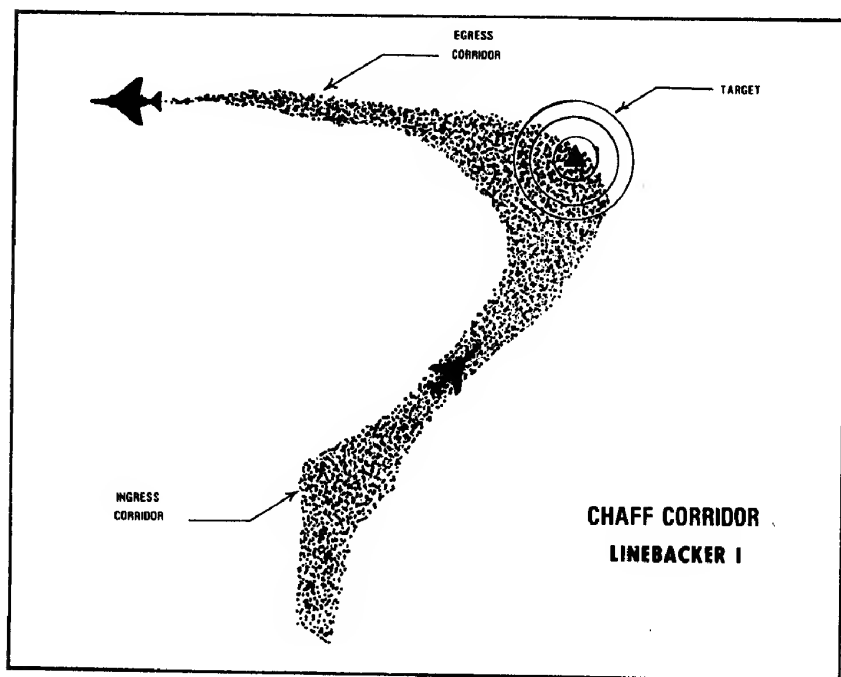 EGRESS
CORRIDOR
TARGET
INGRESS
CORRIDOR
CHAFF CORRIDOR
LINEBACKER I